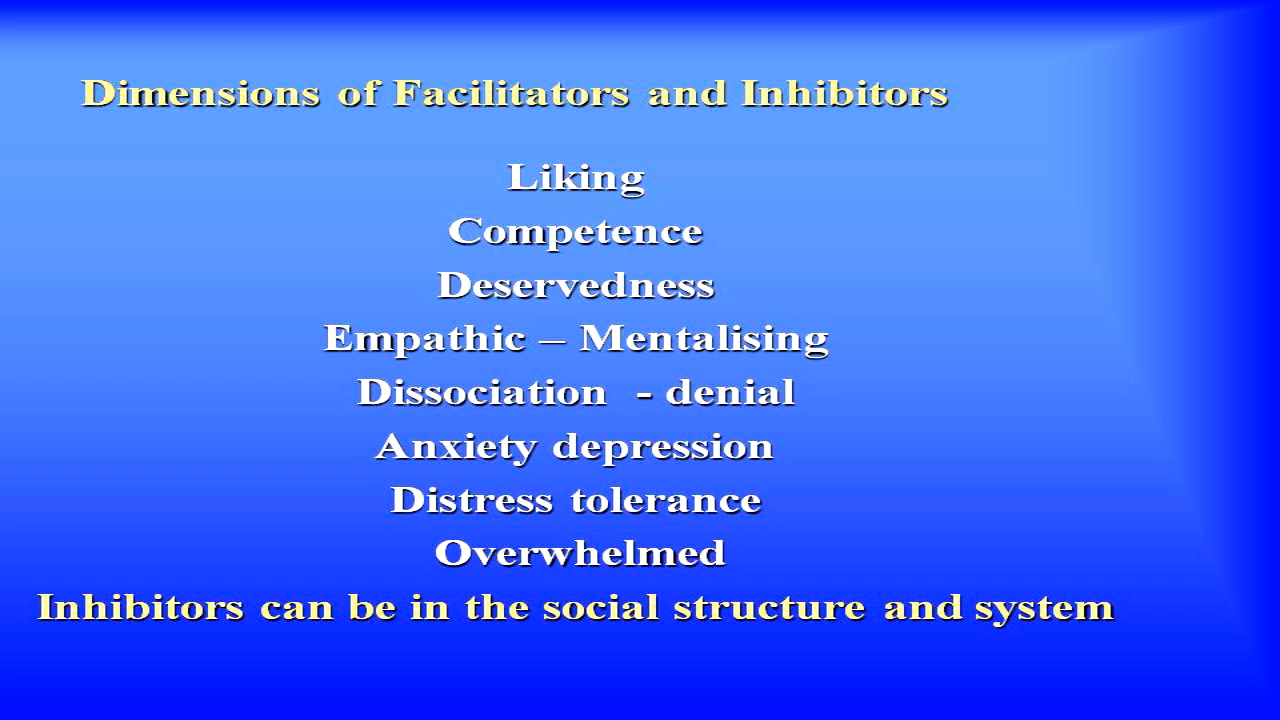 Dimensions of Facilitators and Inhibitors
Liking
Competence
Deservedness
Empathic – Mentalising
Dissociation - denial
Anxiety depression
Distress tolerance
Overwhelmed
Inhibitors can be in the social structure and system